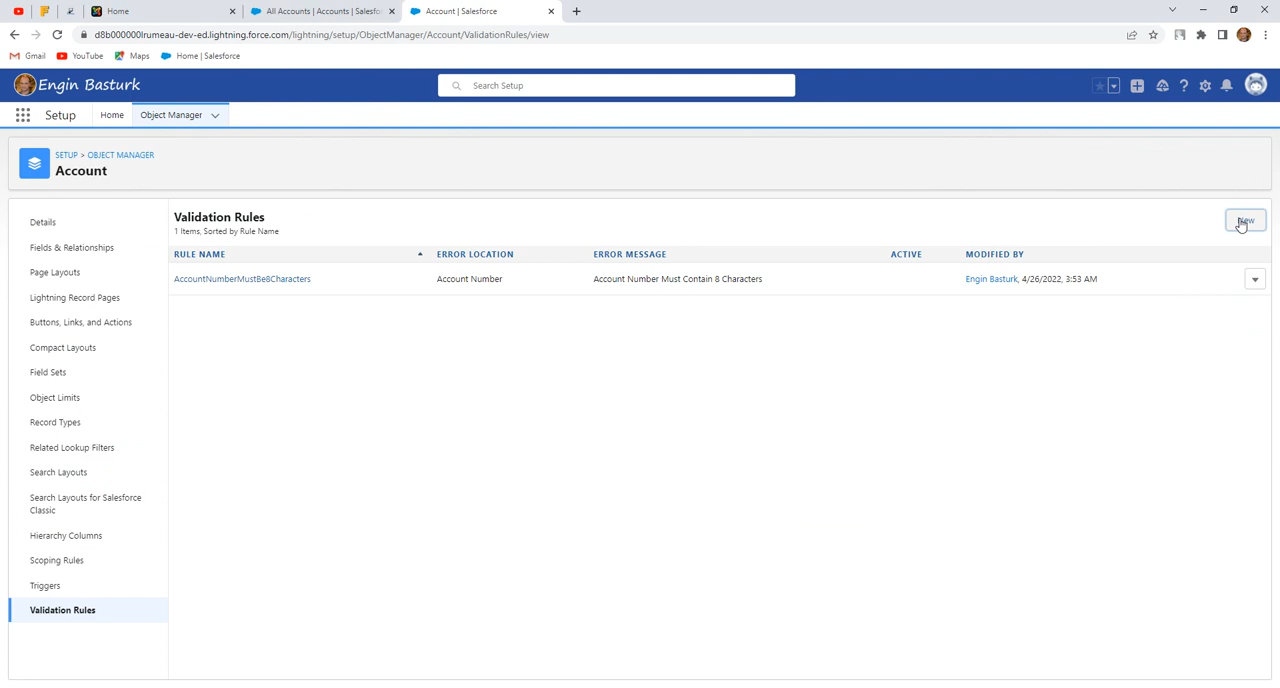 Home
All Accounts | Accounts | Salesfor
Account | Salesforce
d8b000000lrumeau-dev-ed.lightning.force.com/lightning/setup/ObjectManager/Account/ValidationRules/view
Gmail
YouTube
Maps
Home | Salesforce
Engin Basturk
Search Setup
Setup
Home
Object Manager
SETUP > OBJECT MANAGER
Account
Details
Fields & Relationships
Page Layouts
Lightning Record Pages
Buttons, Links, and Actions
Compact Layouts
Field Sets
Object Limits
Record Types
Related Lookup Filters
Search Layouts
Search Layouts for Salesforce
Classic
Hierarchy Columns
Scoping Rules
Triggers
Validation Rules
Validation Rules
1 Items, Sorted by Rule Name
New
RULE NAME ERROR LOCATION ERROR MESSAGE ACTIVE MODIFIED BY
AccountNumberMustBe8Characters Account Number Account Number Must Contain 8 Characters Engin Basturk, 4/26/2022, 3:53 AM